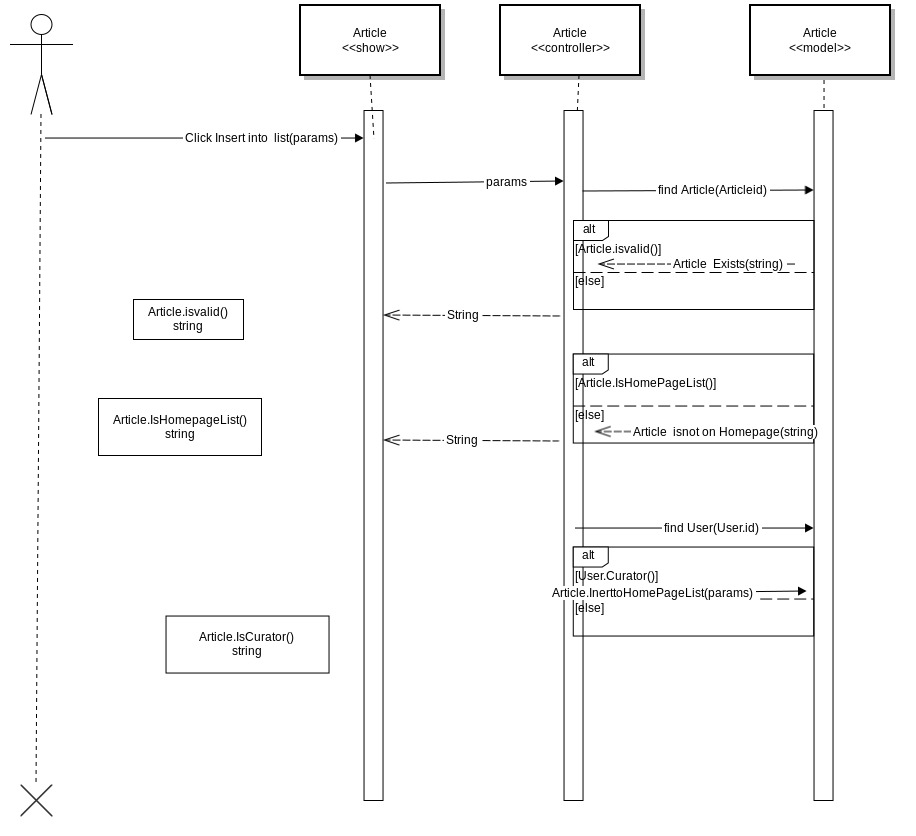 Article
<<show>>
Article
<<controller>>
Article
<<model>>
Click Insert into list(params)
params
find Article(Articleid)
alt
[Article.isvalid()]
Article Exists(string)
[else]
Article.isvalid()
string
String
alt
[Article.IsHomePageList()]
Article.IsHomepageList()
string
[else]
Article isnot on Homepage(string)
String
find User(User.id)
alt
[User.Curator()]
Article.InerttoHomePageList(params)
[else]
Article.IsCurator()
string